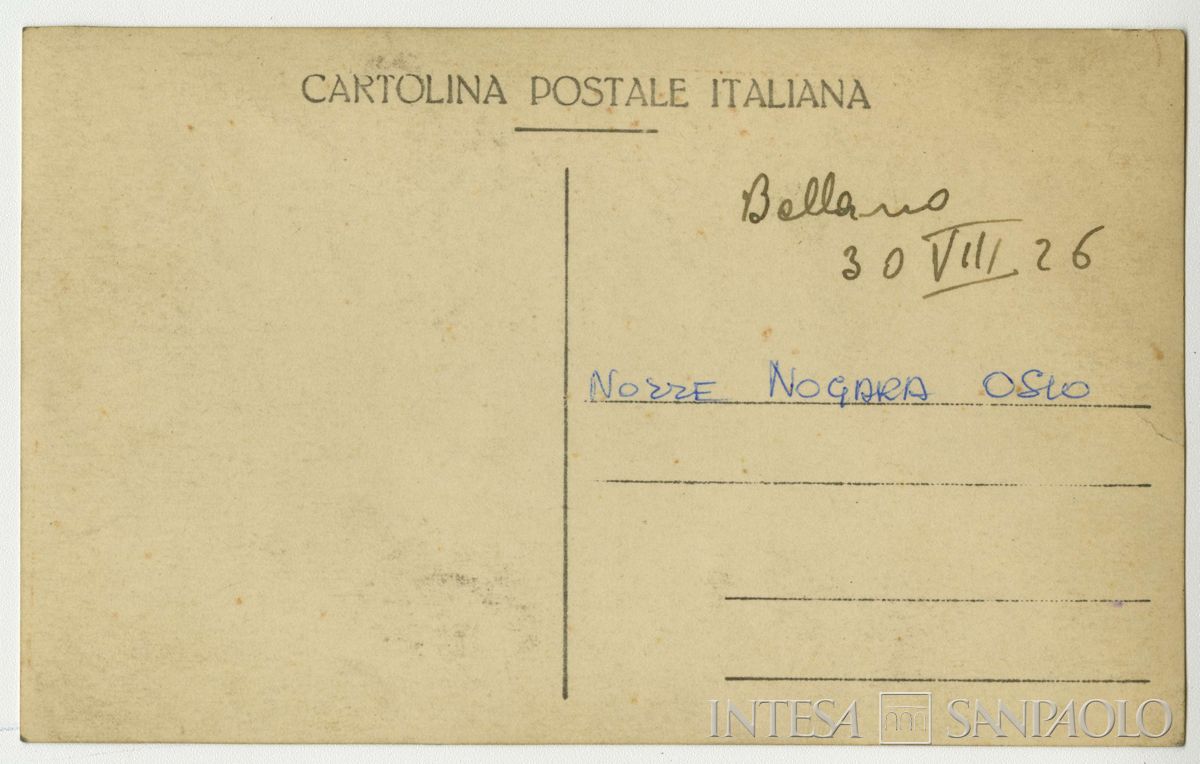 CARTOLINA POSTALE ITALIANA
Bellano
30 VIII 26
NOZZE NOGARA OSIO
INTESA SANPAOLO